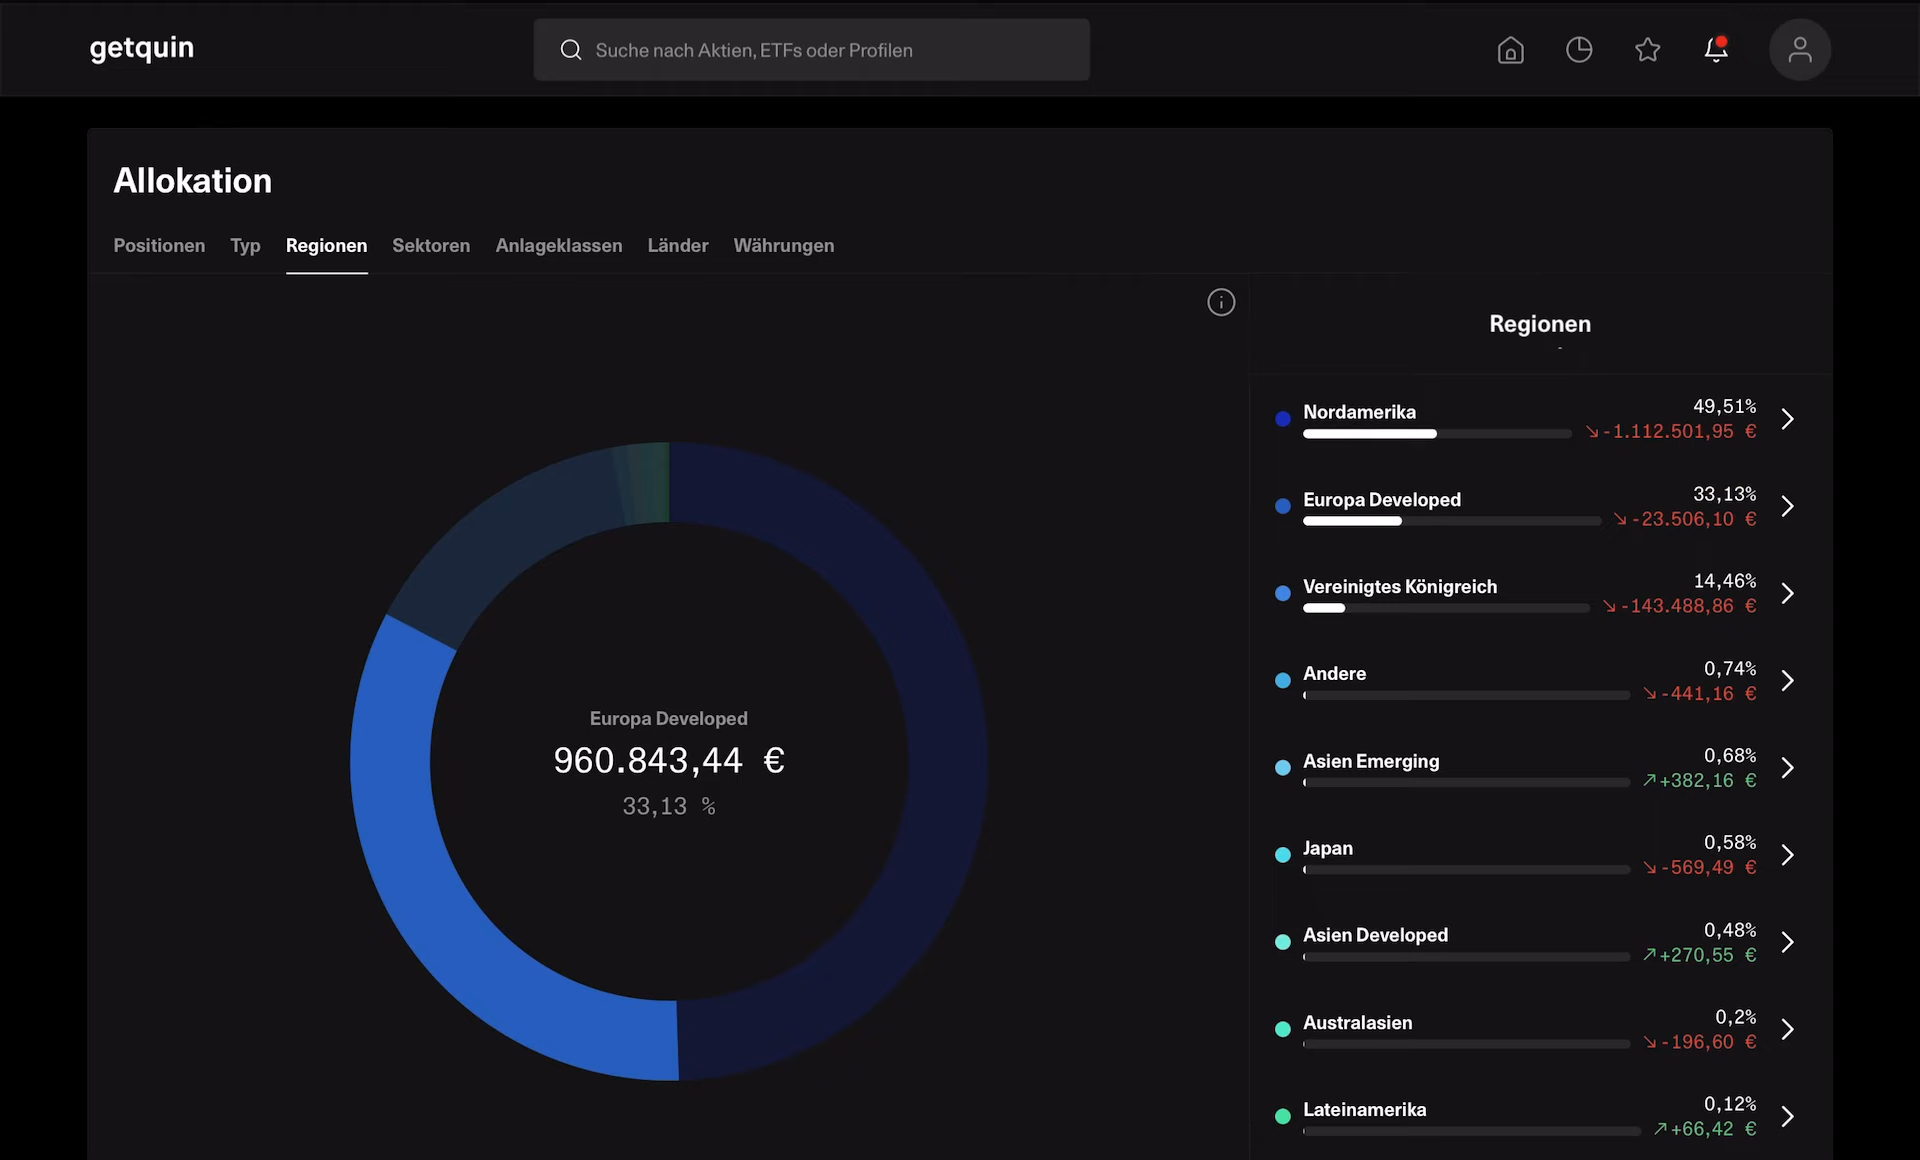 getquin
Suche nach Aktien, ETFs oder Profilen
Allokation
Positionen Typ Regionen Sektoren Anlageklassen Länder Währungen
Europa Developed
960.843,44 €
33,13 %
Regionen
-
Nordamerika
49,51%
-1.112.501,95 €
Europa Developed
33,13%
-23.506,10 €
Vereinigtes Königreich
14,46%
-143.488,86 €
Andere
0,74%
-441,16 €
Asien Emerging
0,68%
+382,16 €
Japan
0,58%
-569,49 €
Asien Developed
0,48%
+270,55 €
Australasien
0,2%
-196,60 €
Lateinamerika
0,12%
+66,42 €